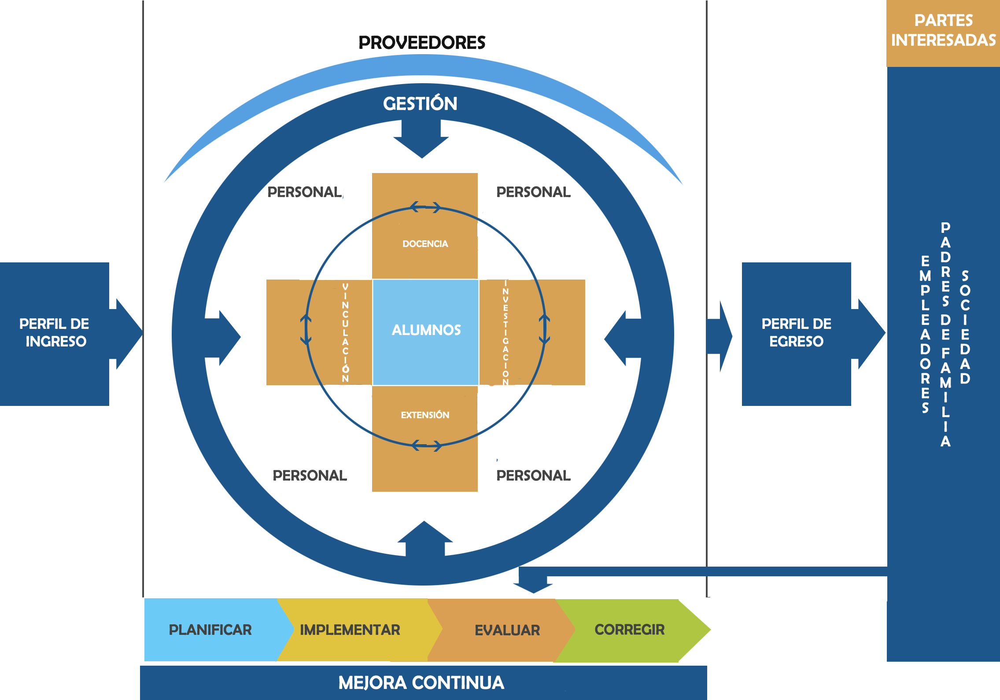 PARTES
INTERESADAS
PROVEEDORES
GESTIÓN
PERSONAL
PERSONAL
DOCENCIA
VINCULACIÓN
ALUMNOS
INVESTIGACION
EXTENSIÓN
PERSONAL
PERSONAL
PERFIL DE
INGRESO
PERFIL DE
EGRESO
EMPLEADORES
PADRES DE FAMILIA
SOCIEDAD
PLANIFICAR
IMPLEMENTAR
EVALUAR
CORREGIR
MEJORA CONTINUA